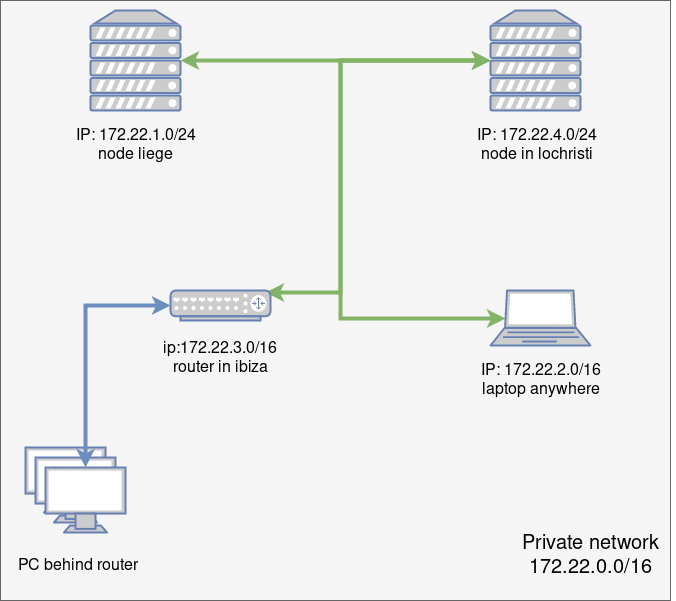 IP: 172.22.1.0/24
node liege
IP: 172.22.4.0/24
node in lochristi
ip:172.22.3.0/16
router in ibiza
IP: 172.22.2.0/16
laptop anywhere
PC behind router
Private network
172.22.0.0/16